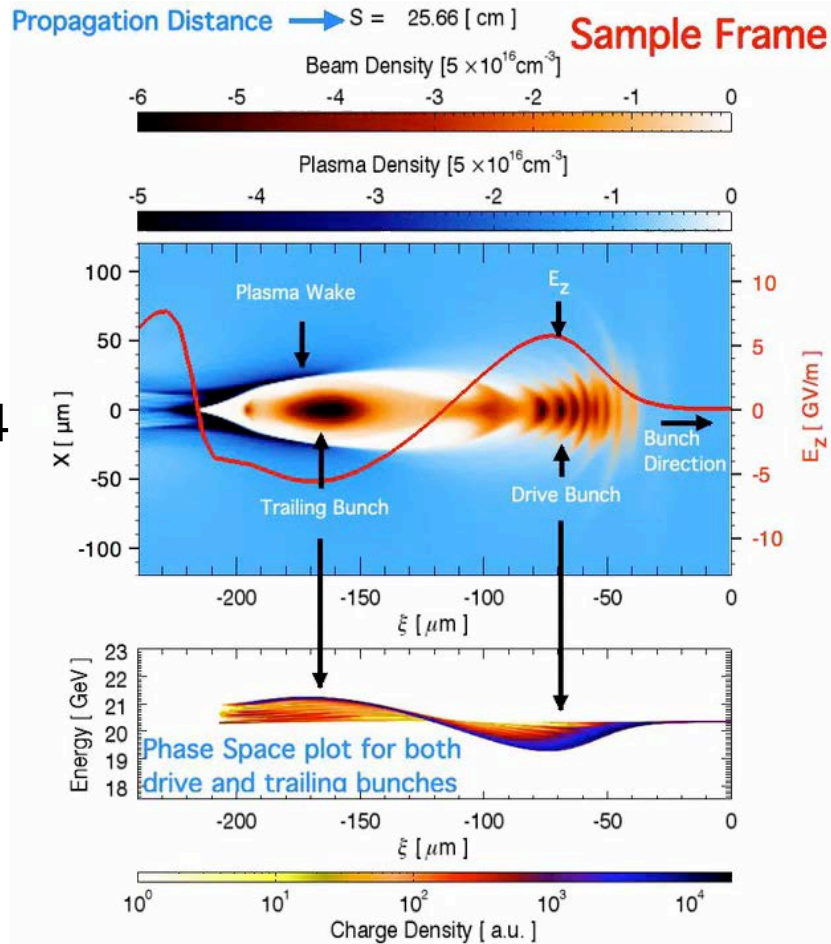 Propagation Distance S = 25.66 [ cm ]
Sample Frame
Beam Density [5 ×10¹⁶cm⁻³]
-6 -5 -4 -3 -2 -1 0
Plasma Density [5 ×10¹⁶cm⁻³]
-5 -4 -3 -2 -1 0
4
X [ μm ]
100
50
0
-50
-100
Plasma Wake
E_z
Trailing Bunch
Drive Bunch
Bunch
Direction
10
5
0
-5
-10
E_z [ GV/m ]
-200 -150 -100 -50 0
ξ [ μm ]
Energy [ GeV ]
23
22
21
20
19
18
Phase Space plot for both
drive and trailing bunches
-200 -150 -100 -50 0
ξ [ μm ]
10⁰ 10¹ 10² 10³ 10⁴
Charge Density [ a.u. ]